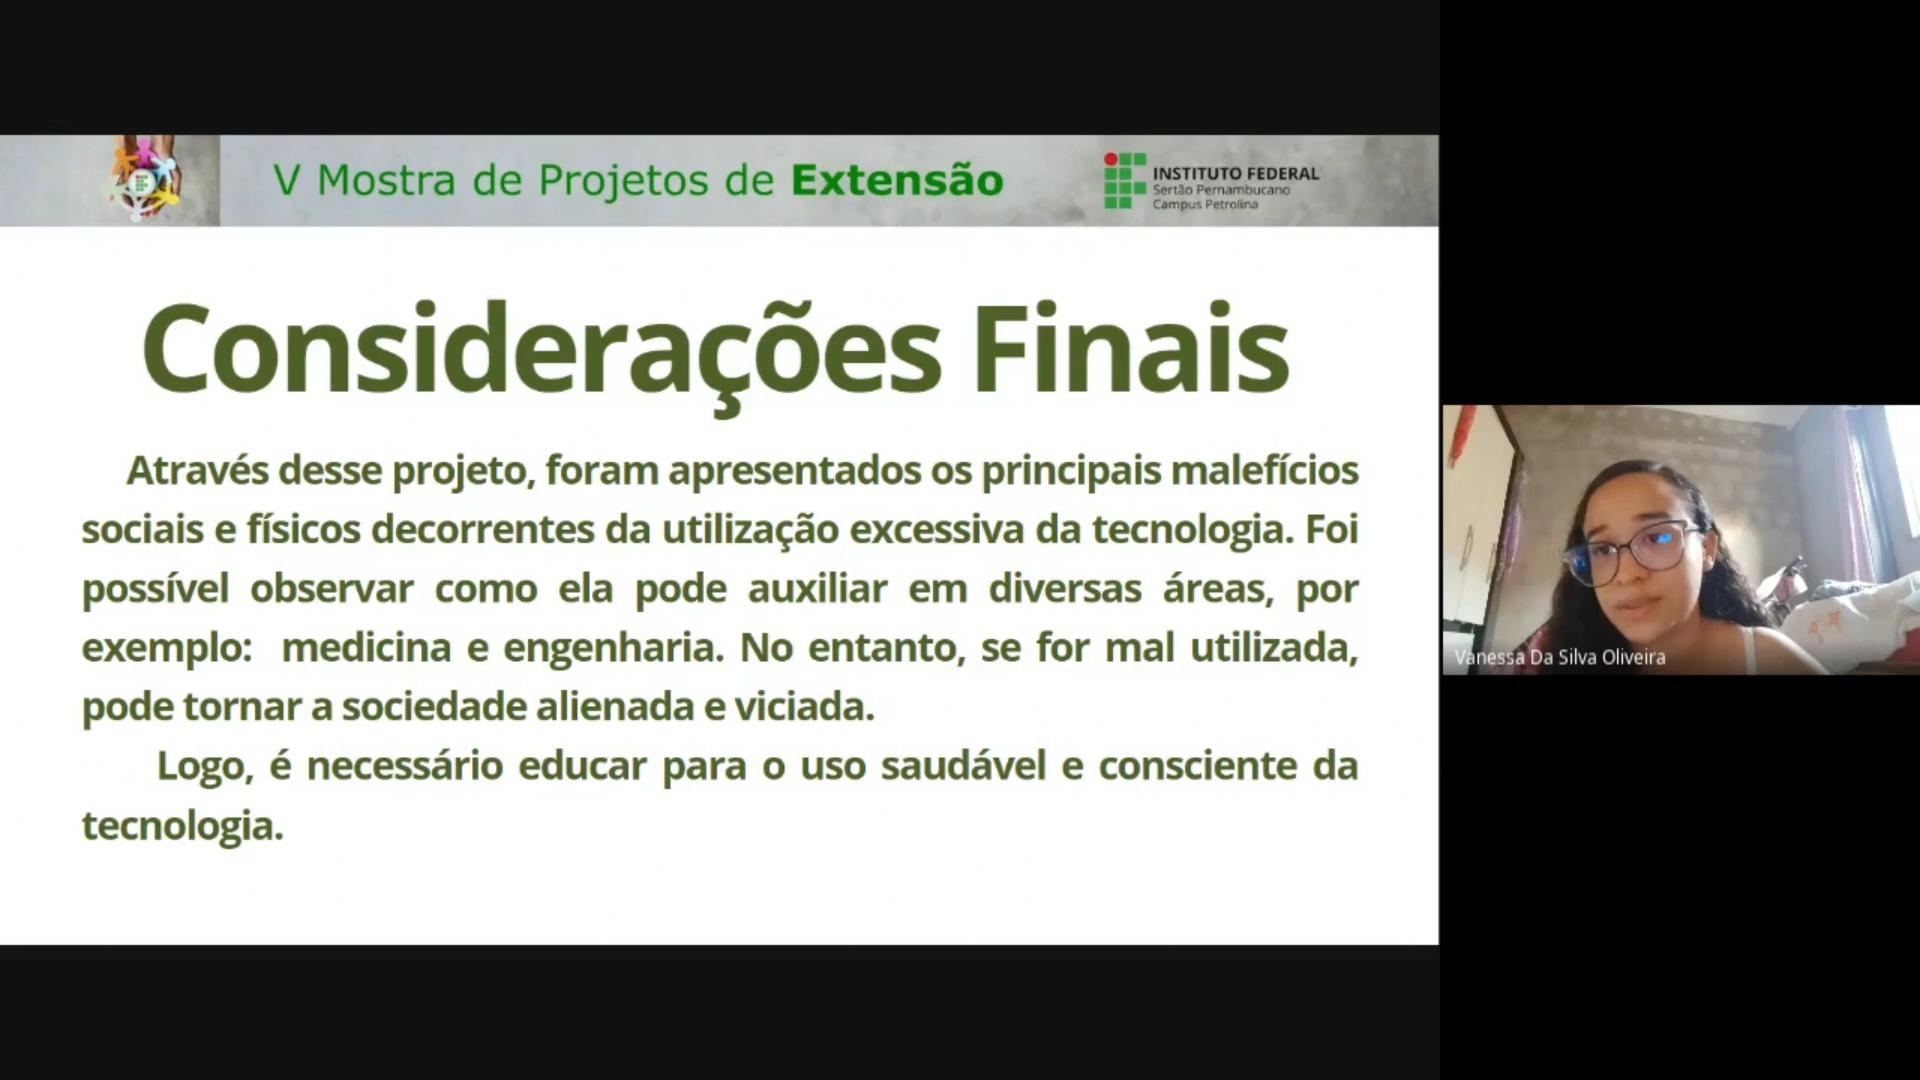 V Mostra de Projetos de Extensão
INSTITUTO FEDERAL
Sertão Pernambucano
Campus Petrolina
Considerações Finais
Através desse projeto, foram apresentados os principais malefícios
sociais e físicos decorrentes da utilização excessiva da tecnologia. Foi
possível observar como ela pode auxiliar em diversas áreas, por
exemplo:  medicina e engenharia. No entanto, se for mal utilizada,
pode tornar a sociedade alienada e viciada.
Logo, é necessário educar para o uso saudável e consciente da
tecnologia.
Vanessa Da Silva Oliveira